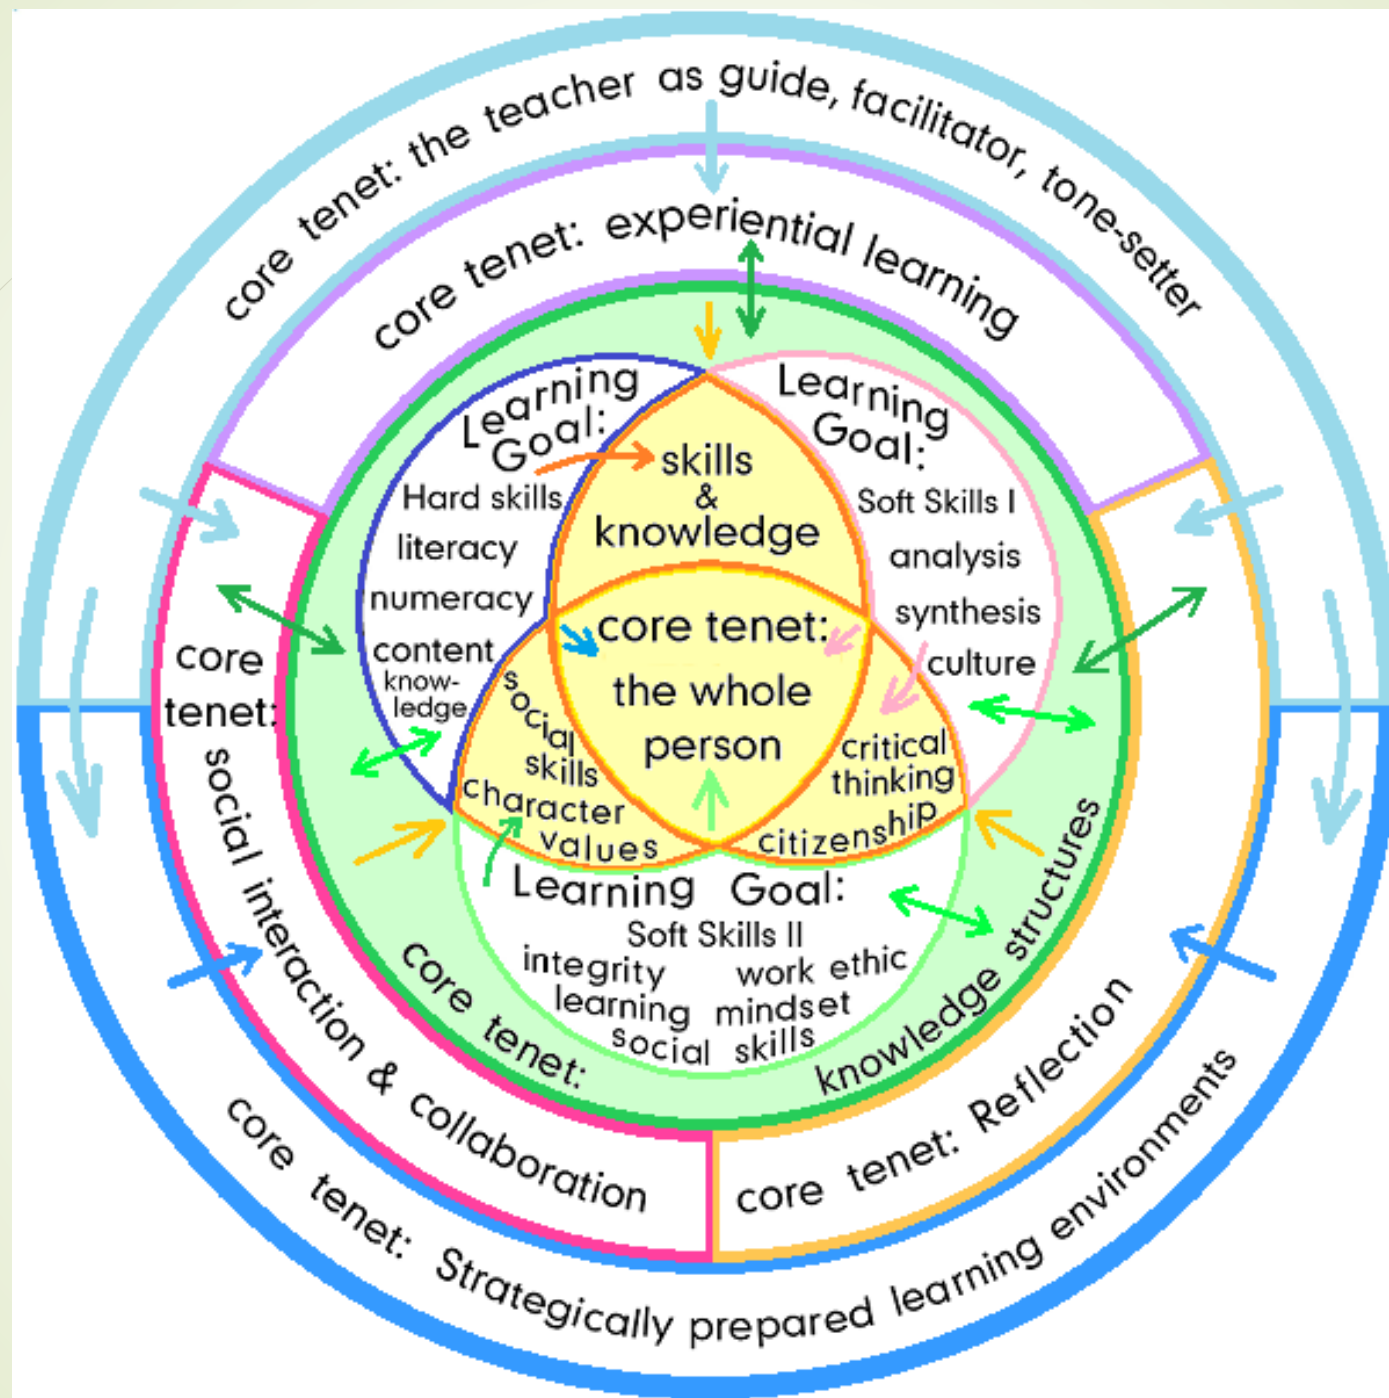 core tenet: the teacher as guide, facilitator, tone-setter
core tenet: experiential learning
Learning
Goal:
Hard skills
literacy
numeracy
content
know-
ledge
skills
&
knowledge
Learning
Goal:
Soft Skills I
analysis
synthesis
culture
core tenet:
the whole
person
social
skills
character
values
critical
thinking
citizenship
Learning Goal:
Soft Skills II
integrity work ethic
learning mindset
social skills
core tenet: knowledge structures
core
tenet:
social interaction & collaboration
core tenet: Reflection
core tenet: Strategically prepared learning environments